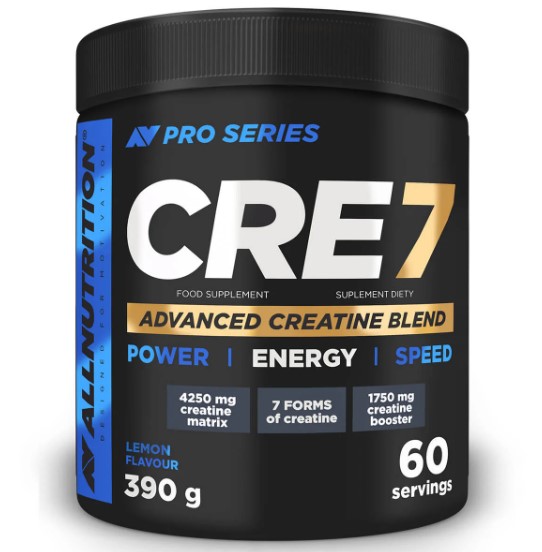 PRO SERIES
CRE7
FOOD SUPPLEMENT SUPLEMENT DIETY
ADVANCED CREATINE BLEND
POWER | ENERGY | SPEED
4250 mg
creatine
matrix
7 FORMS
of creatine
1750 mg
creatine
booster
LEMON
FLAVOUR
390 g
60
servings
ALLNUTRITION®
DESIGNED FOR MOTIVATION